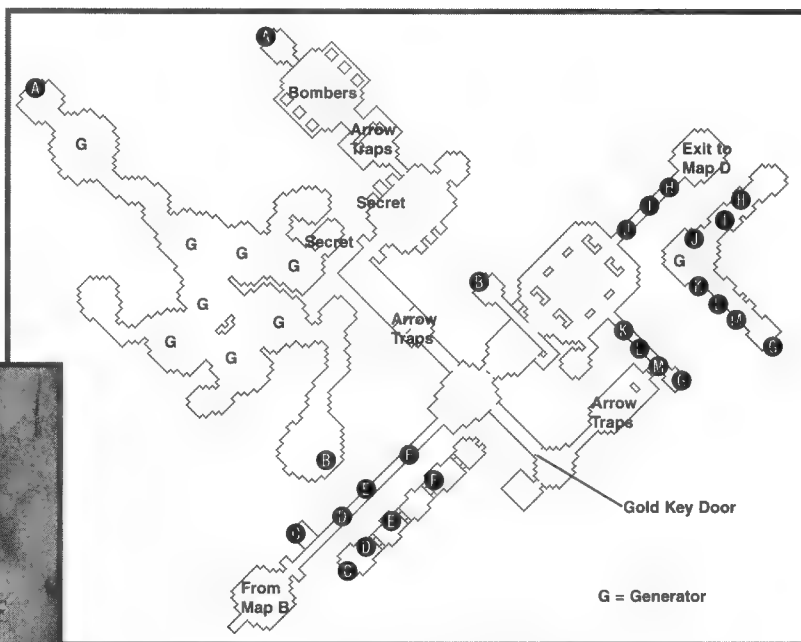 A
A
Bombers
G
Arrow
Traps
Exit to
Map D
H
H
I
I
Secret
J
J
G
Secret
G
G
G
B
K
L
M
G
G
Arrow
Traps
K
L
M
G
G
G
G
Arrow
Traps
F
B
F
E
Gold Key Door
D
E
C
D
C
From
Map B
G = Generator